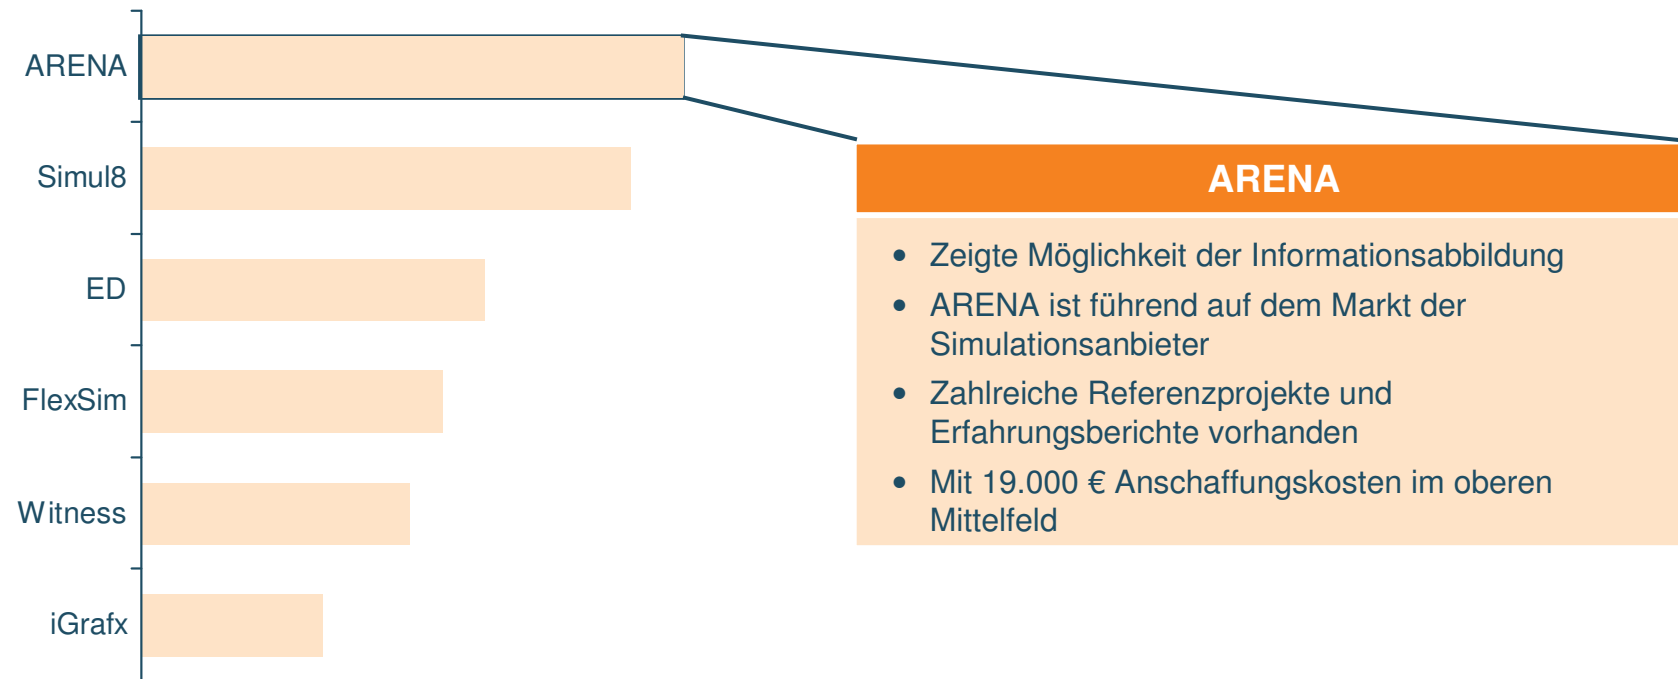 ARENA
Simul8
ED
FlexSim
Witness
iGrafx
ARENA
• Zeigte Möglichkeit der Informationsabbildung
• ARENA ist führend auf dem Markt der
Simulationsanbieter
• Zahlreiche Referenzprojekte und
Erfahrungsberichte vorhanden
• Mit 19.000 € Anschaffungskosten im oberen
Mittelfeld